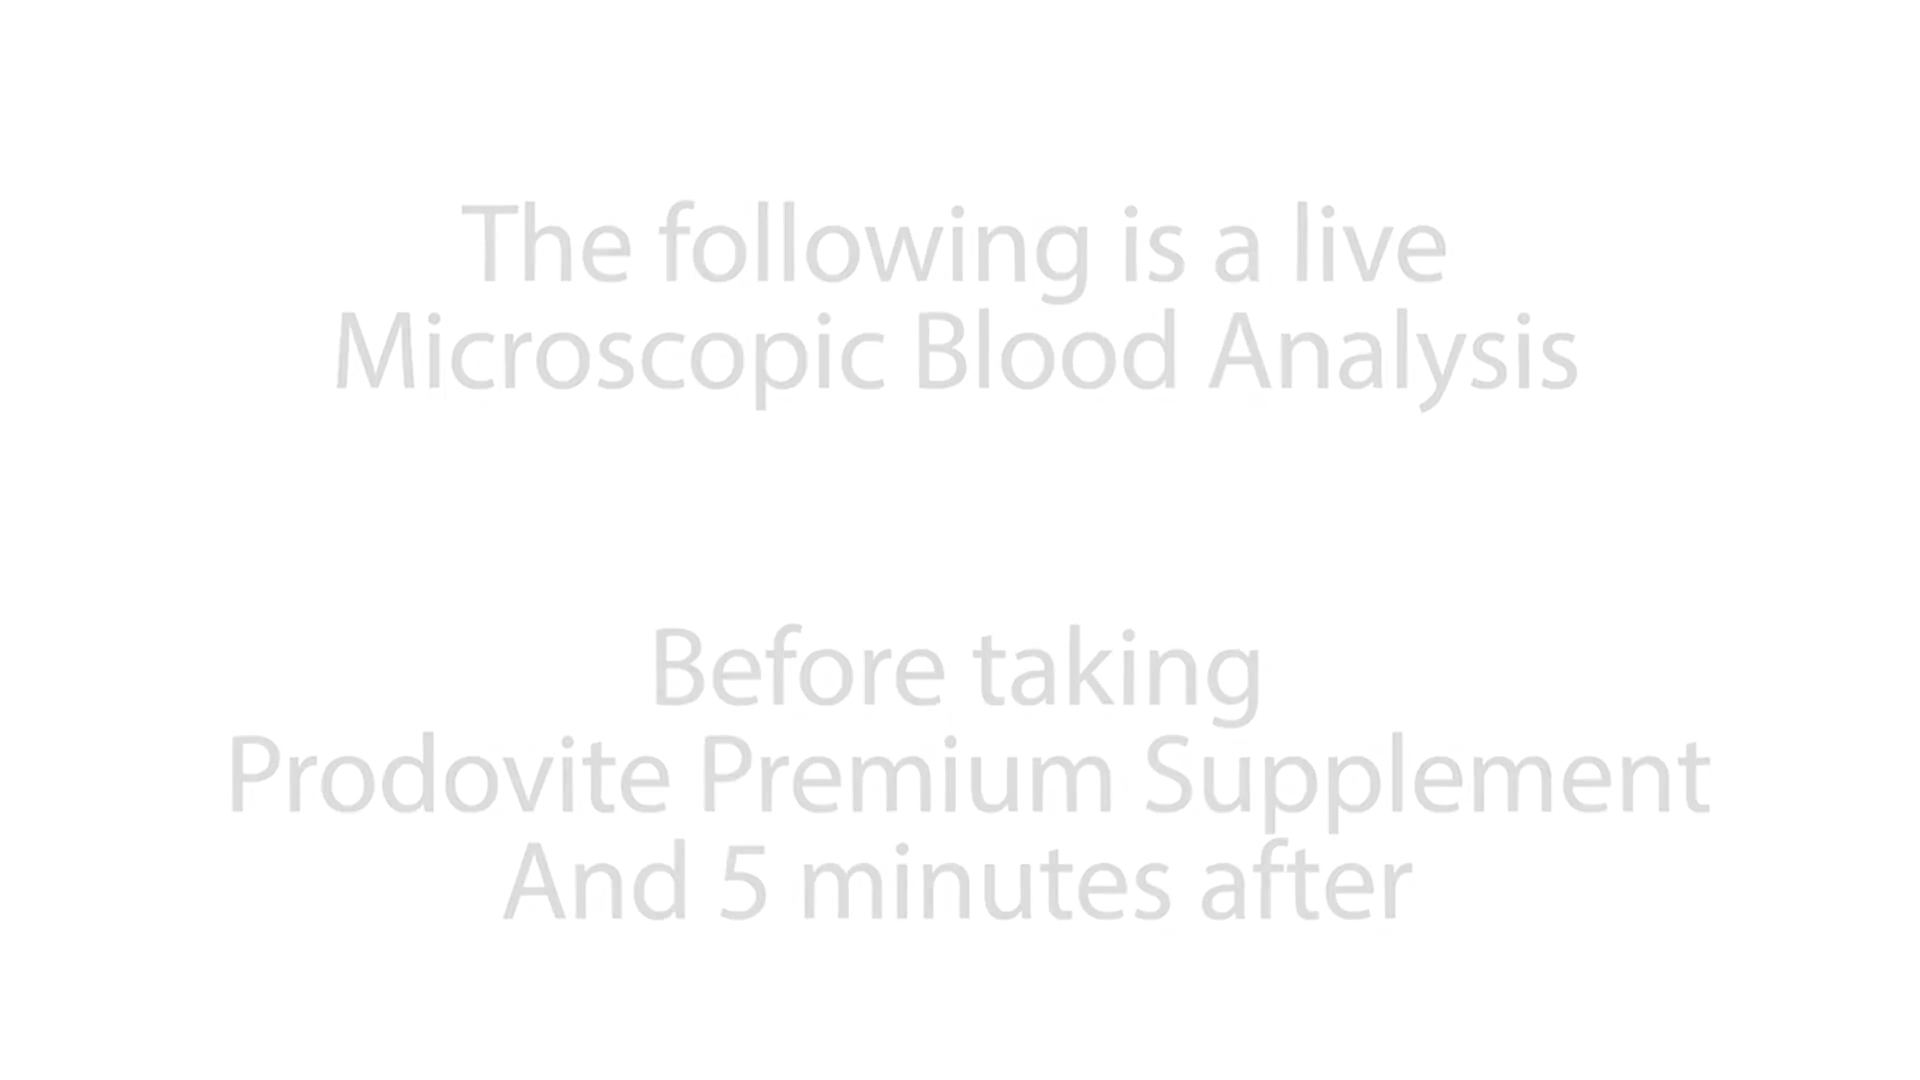 The following is a live
Microscopic Blood Analysis
Before taking
Prodovite Premium Supplement
And 5 minutes after